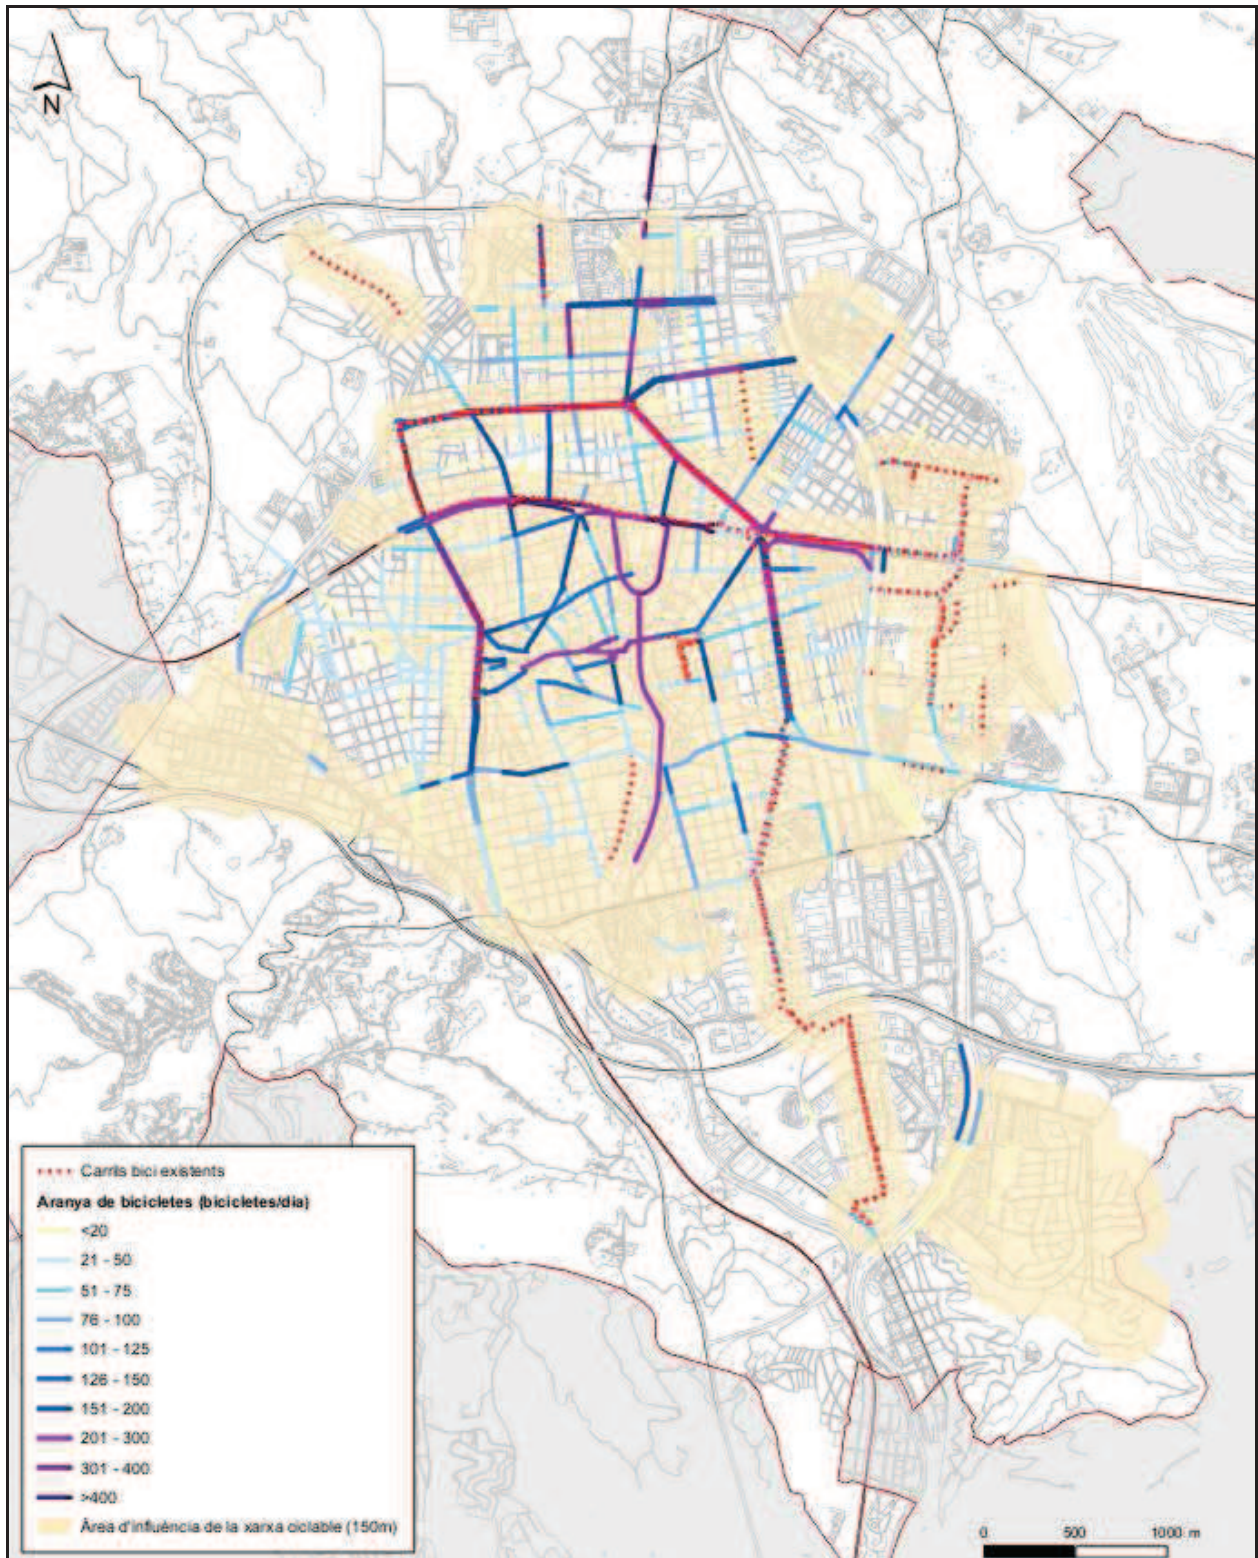 N
Carrils bici existents
Aranya de bicicletes (bicicletes/dia)
<20
21 - 50
51 - 75
76 - 100
101 - 125
126 - 150
151 - 200
201 - 300
301 - 400
>400
Àrea d'influència de la xarxa ciclable (150m)
0 500 1000 m